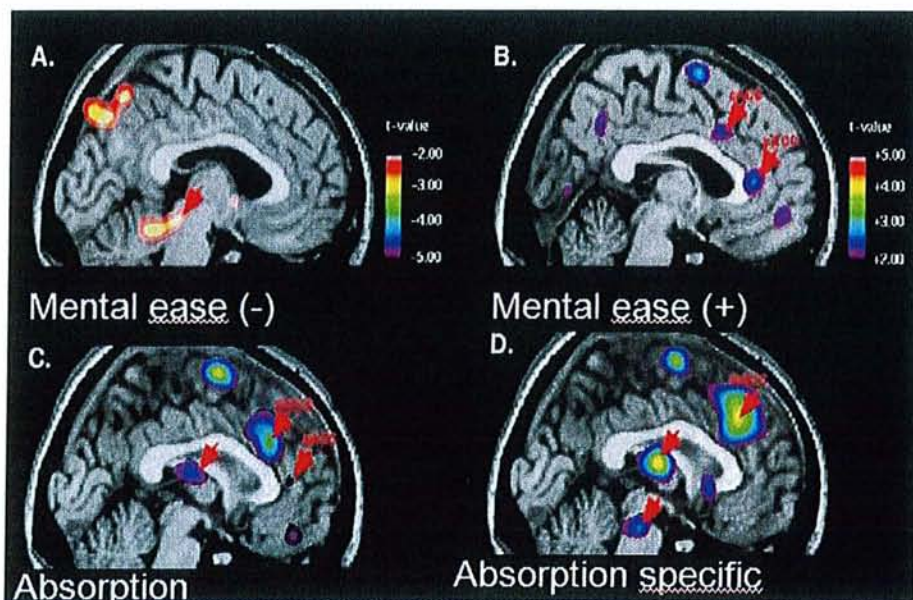 A.
t-value
-2.00
-3.00
-4.00
-5.00
Mental ease (-)
B.
t-value
+5.00
+4.00
+3.00
+2.00
Mental ease (+)
C.
Absorption
D.
Absorption specific